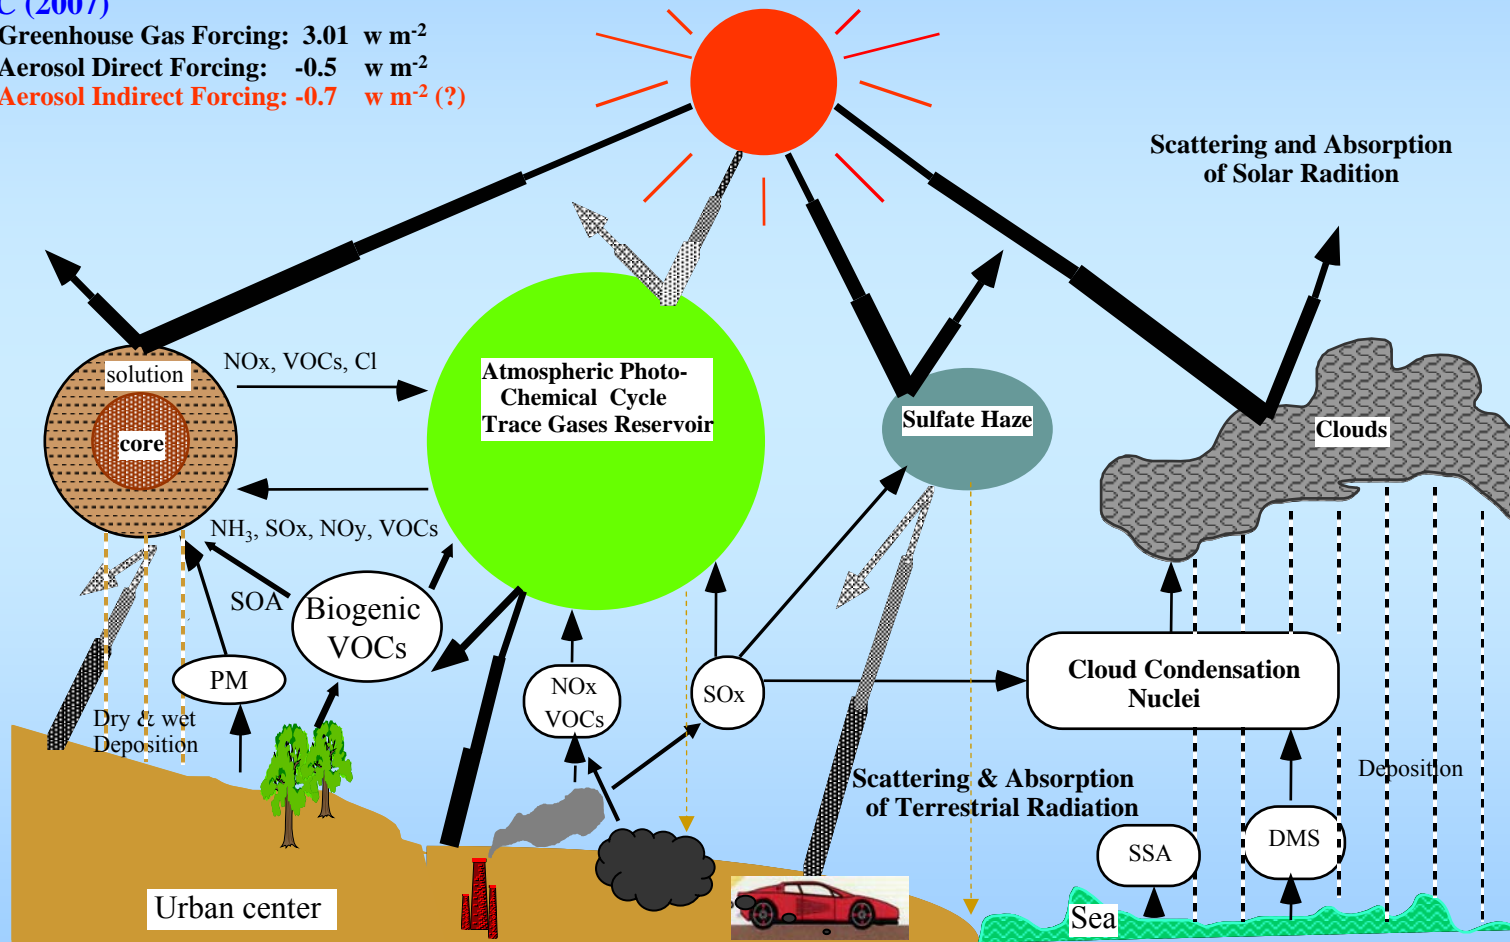 C (2007)
Greenhouse Gas Forcing: 3.01 w m-2
Aerosol Direct Forcing: -0.5 w m-2
Aerosol Indirect Forcing: -0.7 w m-2 (?)
Scattering and Absorption
of Solar Radition
solution
core
NOx, VOCs, Cl
Atmospheric Photo-
Chemical Cycle
Trace Gases Reservoir
Sulfate Haze
Clouds
NH3, SOx, NOy, VOCs
SOA
Biogenic
VOCs
PM
NOx
VOCs
SOx
Cloud Condensation
Nuclei
Dry & wet
Deposition
Scattering & Absorption
of Terrestrial Radiation
Deposition
SSA
DMS
Urban center
Sea